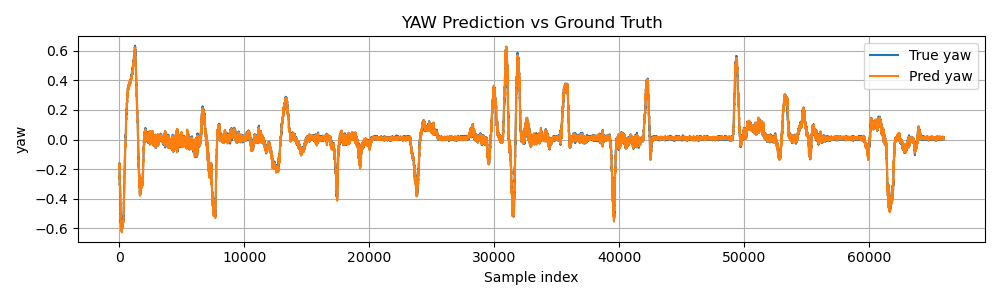 YAW Prediction vs Ground Truth
True yaw
Pred yaw
0.6
0.4
0.2
0.0
−0.2
−0.4
−0.6
yaw
0 10000 20000 30000 40000 50000 60000
Sample index